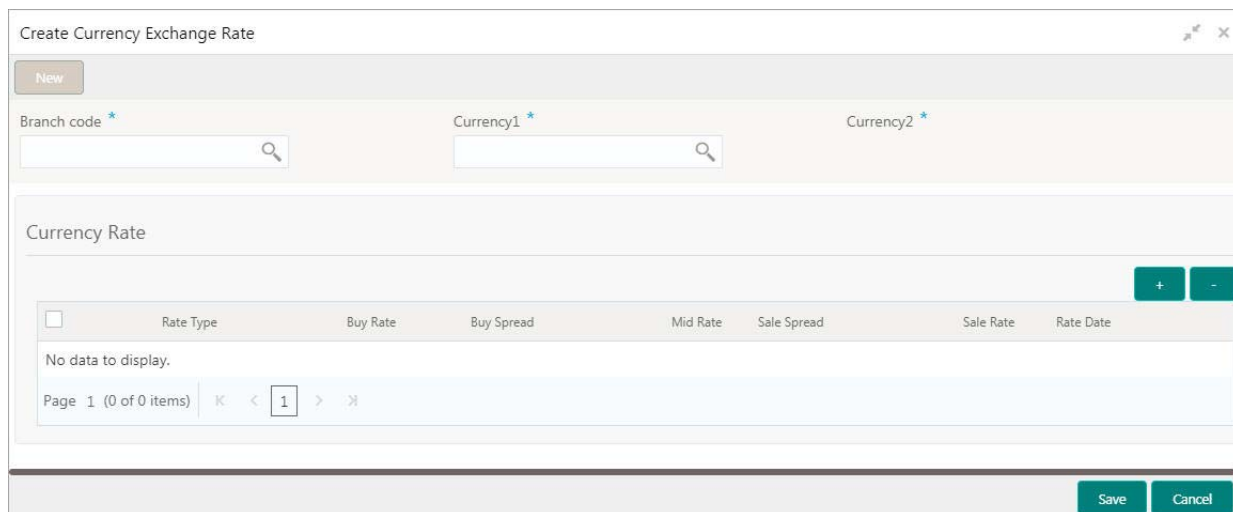 Create Currency Exchange Rate
New
Branch code * Currency1 * Currency2 *
Currency Rate
+ -
Rate Type Buy Rate Buy Spread Mid Rate Sale Spread Sale Rate Rate Date
No data to display.
Page 1 (0 of 0 items) 1
Save Cancel